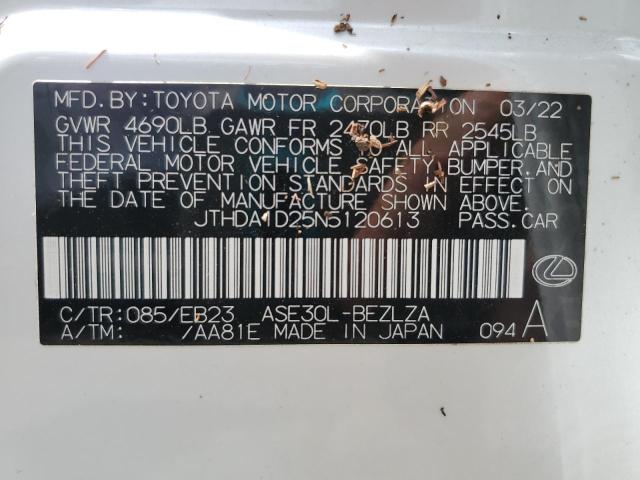 MFD.BY:TOYOTA MOTOR CORPORATION 03/22
GVWR 4690LB GAWR FR 2470LB RR 2545LB
THIS VEHICLE CONFORMS TO ALL APPLICABLE
FEDERAL MOTOR VEHICLE SAFETY, BUMPER, AND
THEFT PREVENTION STANDARDS IN EFFECT ON
THE DATE OF MANUFACTURE SHOWN ABOVE.
JTHDA1D25N5120613 PASS.CAR
C/TR:085/EB23 ASE30L-BEZLZA
A/TM: /AA81E MADE IN JAPAN 094 A